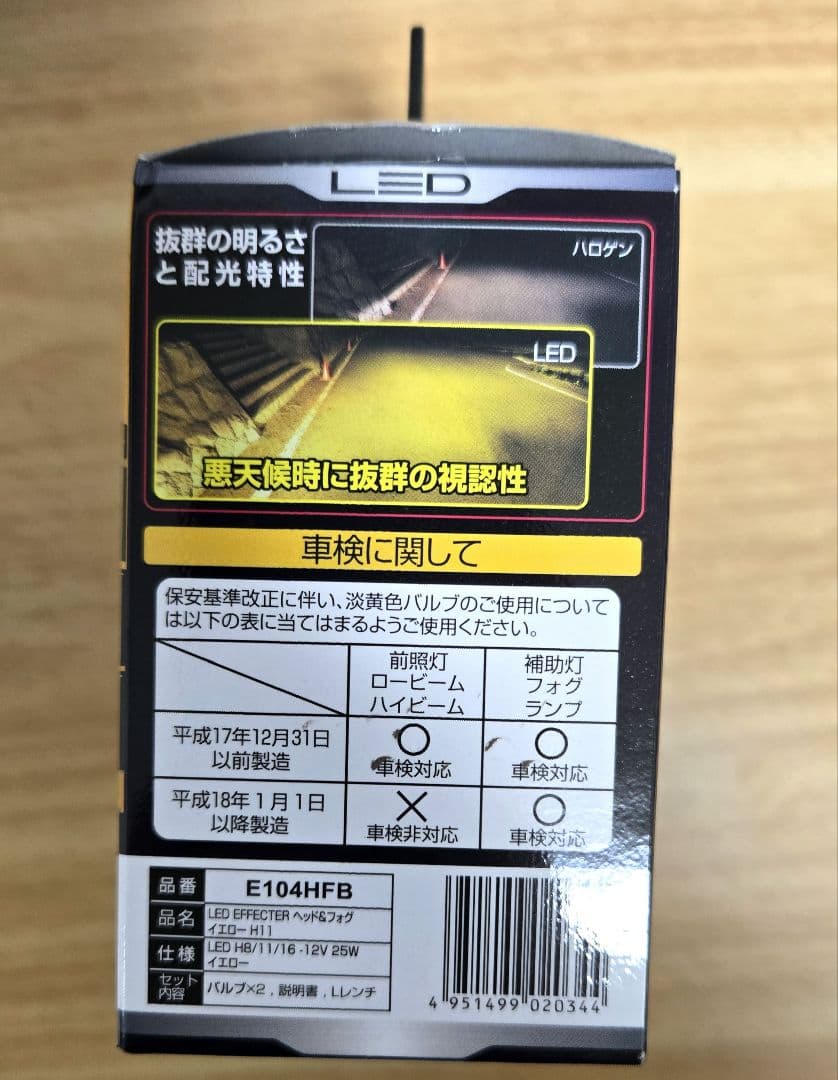 LED
抜群の明るさ
と配光特性
ハロゲン
LED
悪天候時に抜群の視認性
車検に関して
保安基準改正に伴い、淡黄色バルブのご使用については以下の表に当てはまるようご使用ください。
前照灯
ロービーム
ハイビーム
補助灯
フォグ
ランプ
平成17年12月31日
以前製造
○
車検対応
○
車検対応
平成18年1月1日
以降製造
×
車検非対応
○
車検対応
品番 E104HFB
品名 LED EFFECTER ヘッド&フォグ
イエロー H11
仕様 LED H8/11/16 -12V 25W
イエロー
セット
内容 バルブ×2 , 説明書 , Lレンチ
4 951499 020344